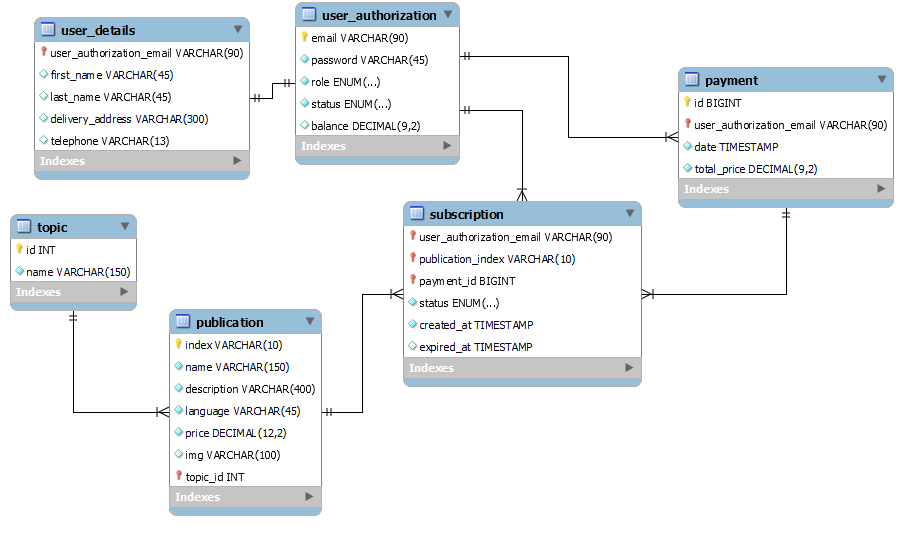 user_details
user_authorization_email VARCHAR(90)
first_name VARCHAR(45)
last_name VARCHAR(45)
delivery_address VARCHAR(300)
telephone VARCHAR(13)
Indexes
user_authorization
email VARCHAR(90)
password VARCHAR(45)
role ENUM(...)
status ENUM(...)
balance DECIMAL(9,2)
Indexes
payment
id BIGINT
user_authorization_email VARCHAR(90)
date TIMESTAMP
total_price DECIMAL(9,2)
Indexes
topic
id INT
name VARCHAR(150)
Indexes
subscription
user_authorization_email VARCHAR(90)
publication_index VARCHAR(10)
payment_id BIGINT
status ENUM(...)
created_at TIMESTAMP
expired_at TIMESTAMP
Indexes
publication
index VARCHAR(10)
name VARCHAR(150)
description VARCHAR(400)
language VARCHAR(45)
price DECIMAL(12,2)
img VARCHAR(100)
topic_id INT
Indexes